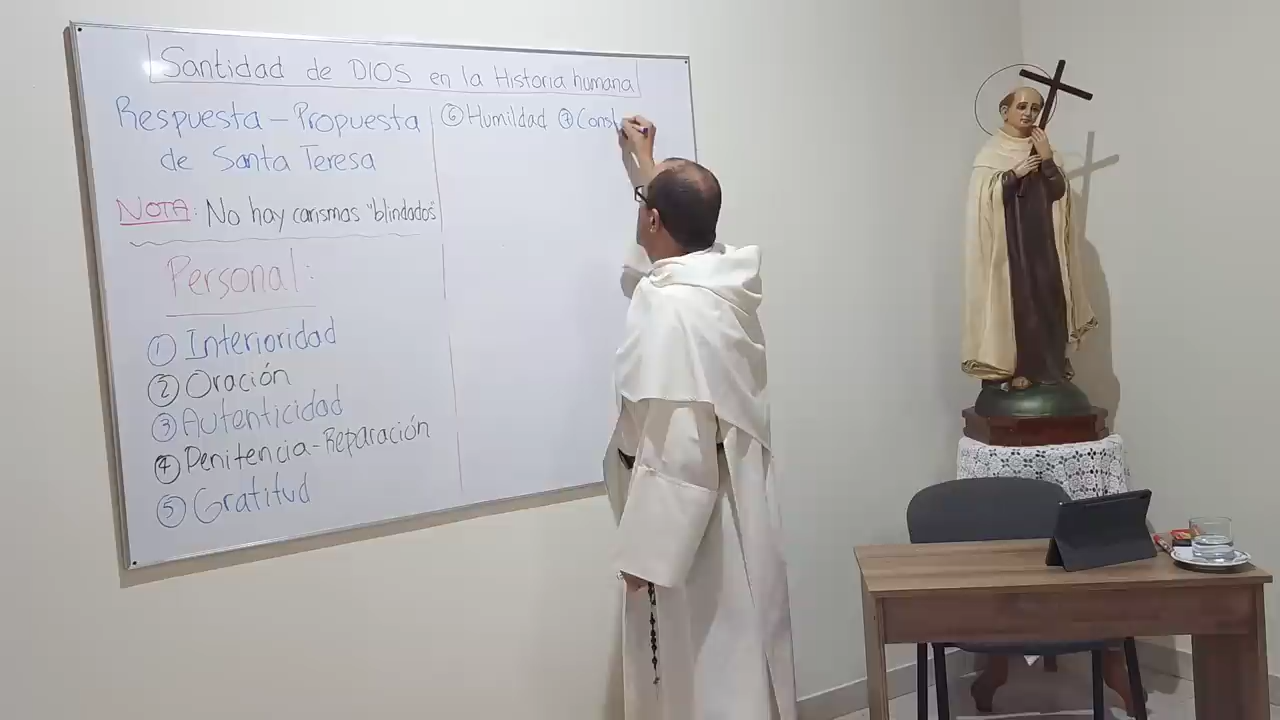 Santidad de DIOS en la Historia humana
Respuesta – Propuesta
de Santa Teresa
NOTA: No hay carismas "blindados"
Personal:
① Interioridad
② Oración
③ Autenticidad
④ Penitencia-Reparación
⑤ Gratitud
⑥ Humildad ⑦ Const